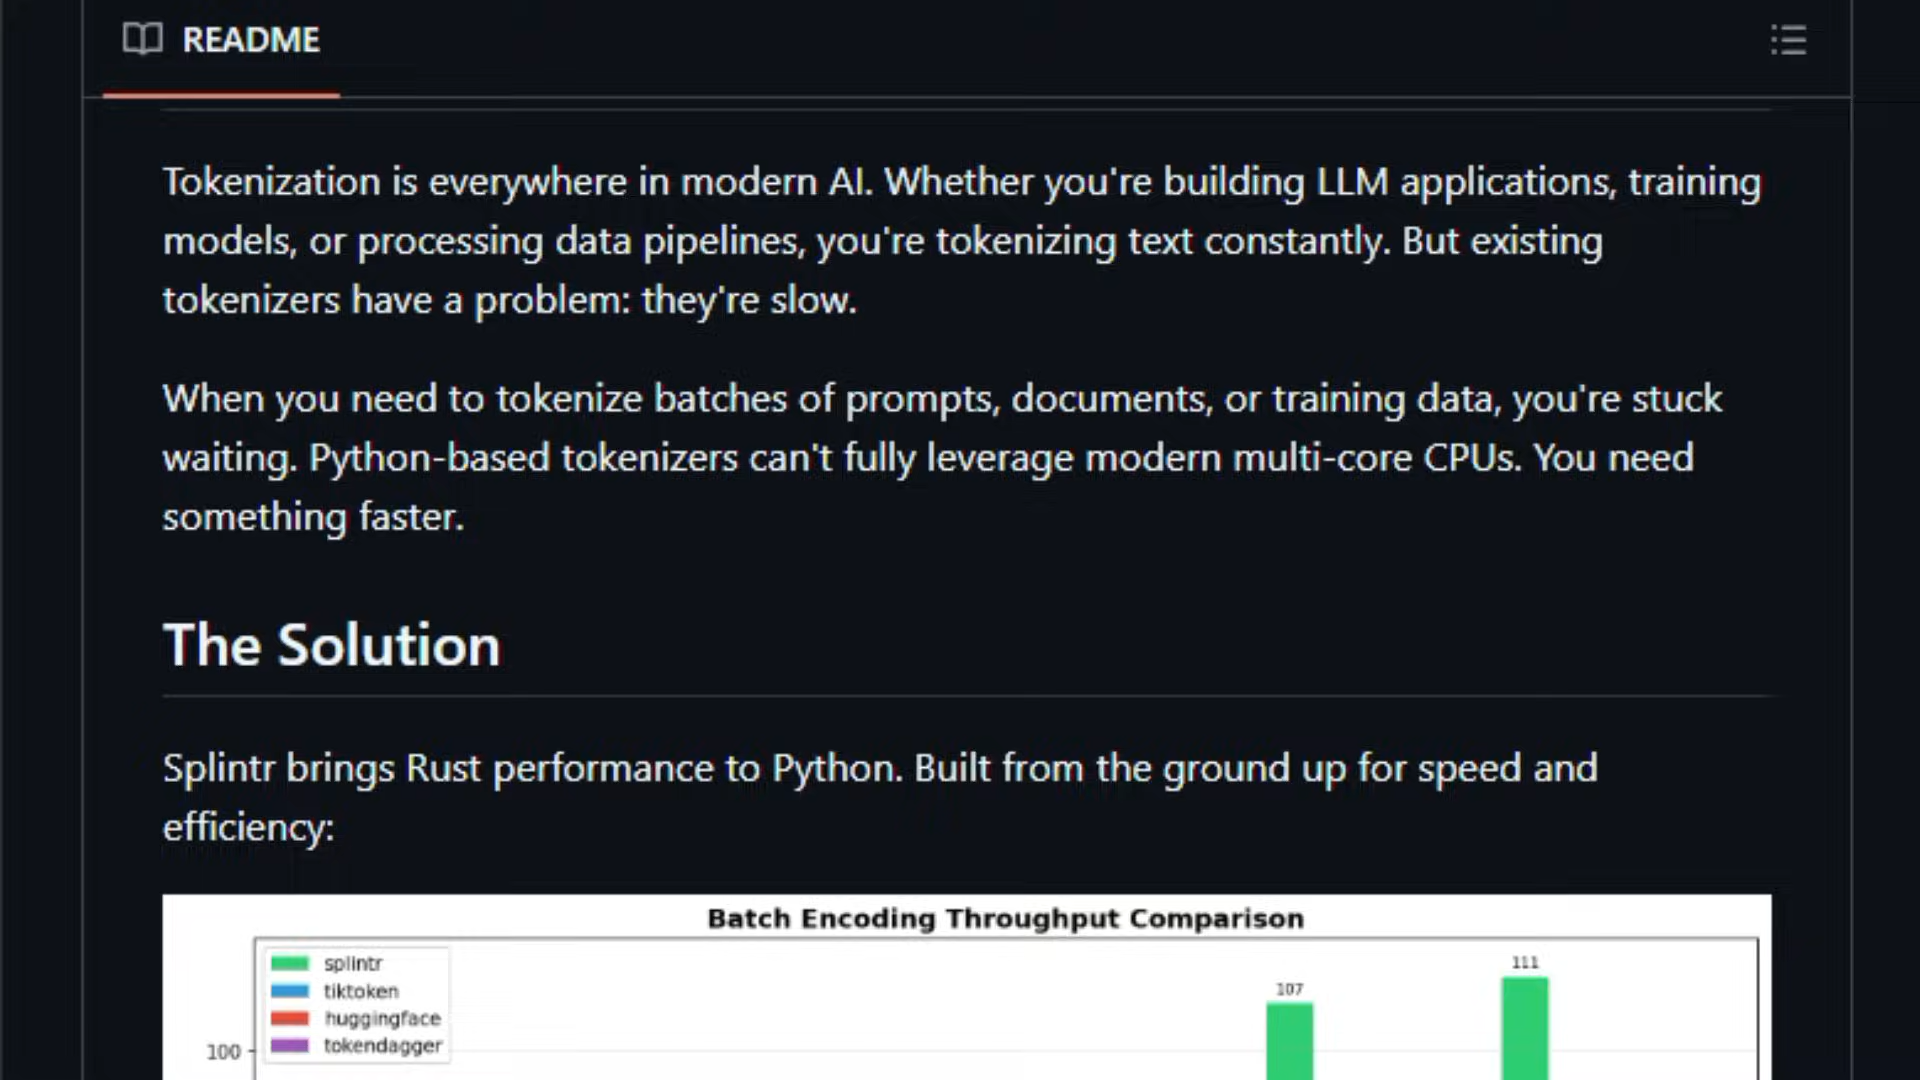 README
Tokenization is everywhere in modern AI. Whether you're building LLM applications, training
models, or processing data pipelines, you're tokenizing text constantly. But existing
tokenizers have a problem: they're slow.
When you need to tokenize batches of prompts, documents, or training data, you're stuck
waiting. Python-based tokenizers can't fully leverage modern multi-core CPUs. You need
something faster.
The Solution
Splintr brings Rust performance to Python. Built from the ground up for speed and
efficiency:
Batch Encoding Throughput Comparison
splintr
tiktoken
huggingface
tokendagger
111
107
100